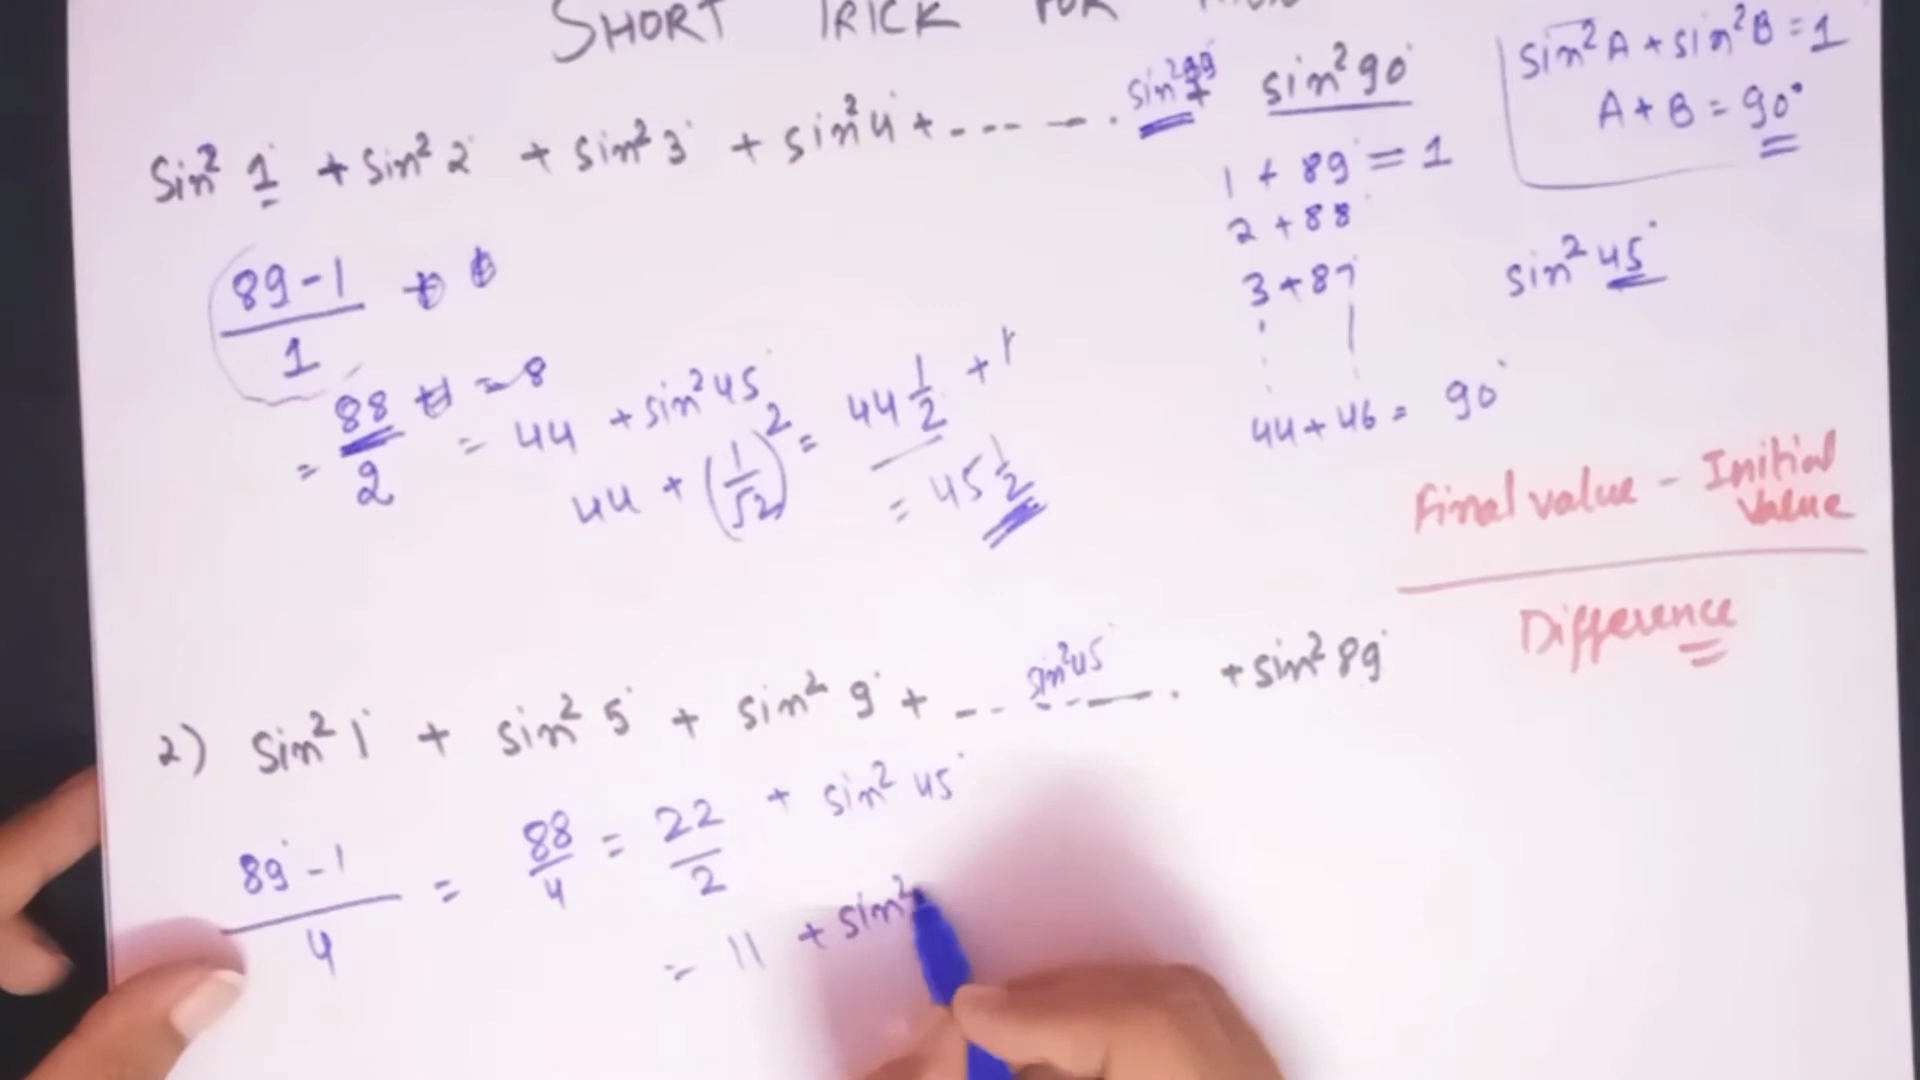 SHORT TRICK FOR
Sin² 1° + Sin² 2° + Sin² 3° + Sin² 4° + ---- . sin² 89° + sin² 90°
Sin²A + Sin²B = 1
A + B = 90°
1 + 89° = 1
2 + 88°
3 + 87°
44 + 46 = 90°
sin² 45°
89 - 1
1
= 88 = 8
2
= 44 + sin² 45°
44 + (1/√2)² = 44 1/2 + 1
= 45 1/2
Final value - Initial Value
Difference
2) Sin² 1° + Sin² 5° + Sin² 9° + -- sin² 45° --- . + Sin² 89°
89° - 1 / 4 = 88/4 = 22/2 + Sin² 45°
= 11 + Sin²